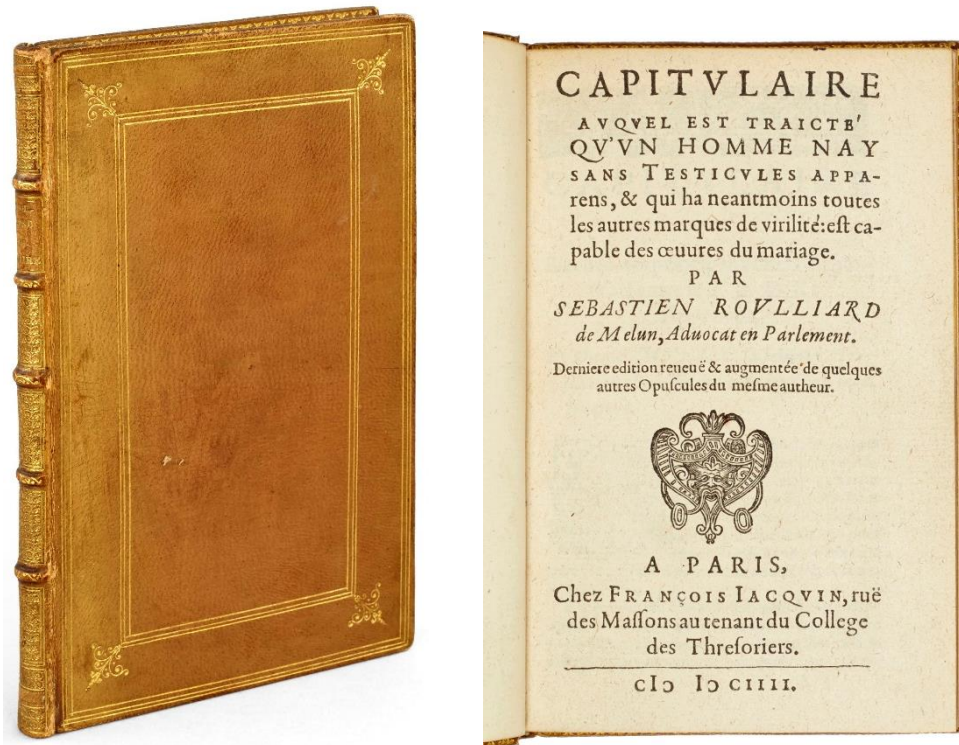 CAPITVLAIRE
AVQVEL EST TRAICTE'
QV'VN HOMME NAY
SANS TESTICVLES APPA-
rens, & qui ha neantmoins toutes
les autres marques de virilité: eſt ca-
pable des œuures du mariage.
PAR
SEBASTIEN ROVLLIARD
de Melun, Aduocat en Parlement.
Derniere edition reueuë & augmentée de quelques
autres Opuſcules du meſme autheur.
A PARIS,
Chez FRANÇOIS IACQVIN, ruë
des Maſſons au tenant du College
des Threſoriers.
CIↃ IↃ CIIII.